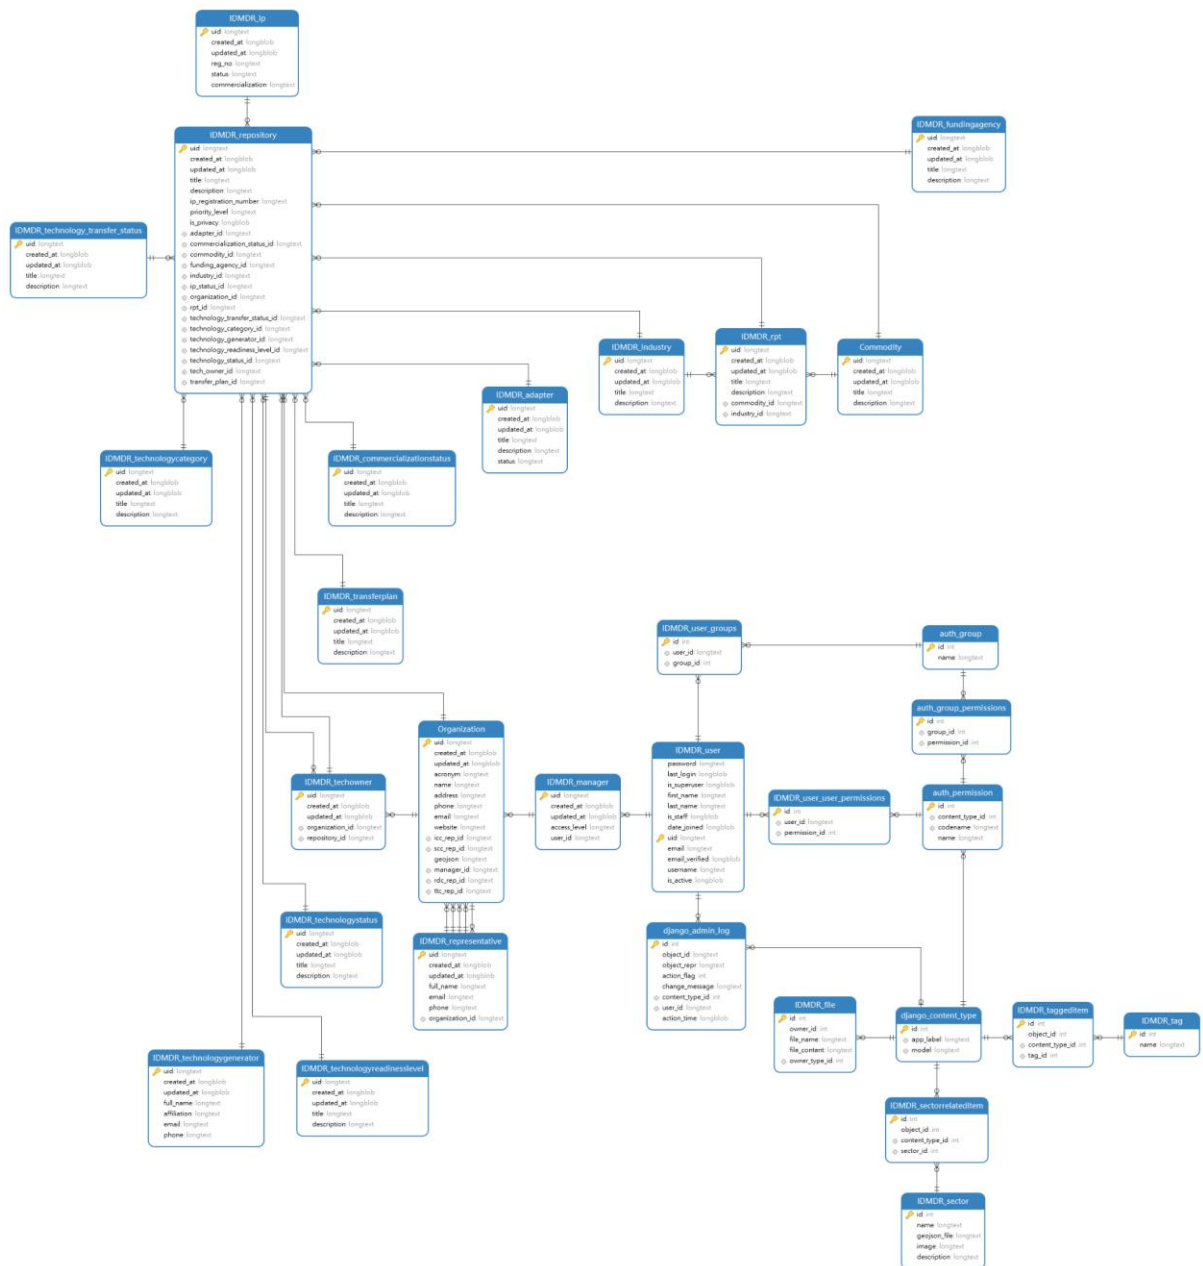 IDMDR_ip
uid: longtext
created_at: longblob
updated_at: longblob
reg_no: longtext
status: longtext
commercialization: longtext
IDMDR_repository
uid: longtext
created_at: longblob
updated_at: longblob
title: longtext
description: longtext
ip_registration_number: longtext
priority_level: longtext
is_privacy: longblob
adapter_id: longtext
commercialization_status_id: longtext
commodity_id: longtext
funding_agency_id: longtext
industry_id: longtext
ip_status_id: longtext
organization_id: longtext
rpt_id: longtext
technology_transfer_status_id: longtext
technology_category_id: longtext
technology_generator_id: longtext
technology_readiness_level_id: longtext
technology_status_id: longtext
tech_owner_id: longtext
transfer_plan_id: longtext
IDMDR_fundingagency
uid: longtext
created_at: longblob
updated_at: longblob
title: longtext
description: longtext
IDMDR_technology_transfer_status
uid: longtext
created_at: longblob
updated_at: longblob
title: longtext
description: longtext
IDMDR_industry
uid: longtext
created_at: longblob
updated_at: longblob
title: longtext
description: longtext
IDMDR_rpt
uid: longtext
created_at: longblob
updated_at: longblob
title: longtext
description: longtext
commodity_id: longtext
industry_id: longtext
Commodity
uid: longtext
created_at: longblob
updated_at: longblob
title: longtext
description: longtext
IDMDR_adapter
uid: longtext
created_at: longblob
updated_at: longblob
title: longtext
description: longtext
status: longtext
IDMDR_technologycategory
uid: longtext
created_at: longblob
updated_at: longblob
title: longtext
description: longtext
IDMDR_commercializationstatus
uid: longtext
created_at: longblob
updated_at: longblob
title: longtext
description: longtext
IDMDR_transferplan
uid: longtext
created_at: longblob
updated_at: longblob
title: longtext
description: longtext
IDMDR_user_groups
id: int
user_id: longtext
group_id: int
auth_group
id: int
name: longtext
auth_group_permissions
id: int
group_id: int
permission_id: int
Organization
uid: longtext
created_at: longblob
updated_at: longblob
acronym: longtext
name: longtext
address: longtext
phone: longtext
email: longtext
website: longtext
icc_rep_id: longtext
scc_rep_id: longtext
geojson: longtext
manager_id: longtext
rdc_rep_id: longtext
ttc_rep_id: longtext
IDMDR_user
password: longtext
last_login: longblob
is_superuser: longblob
first_name: longtext
last_name: longtext
is_staff: longblob
date_joined: longblob
uid: longtext
email: longtext
email_verified: longblob
username: longtext
is_active: longblob
IDMDR_techowner
uid: longtext
created_at: longblob
updated_at: longblob
organization_id: longtext
repository_id: longtext
IDMDR_manager
uid: longtext
created_at: longblob
updated_at: longblob
access_level: longtext
user_id: longtext
IDMDR_user_user_permissions
id: int
user_id: longtext
permission_id: int
auth_permission
id: int
content_type_id: int
codename: longtext
name: longtext
IDMDR_technologystatus
uid: longtext
created_at: longblob
updated_at: longblob
title: longtext
description: longtext
IDMDR_representative
uid: longtext
created_at: longblob
updated_at: longblob
full_name: longtext
email: longtext
phone: longtext
organization_id: longtext
django_admin_log
id: int
object_id: longtext
object_repr: longtext
action_flag: int
change_message: longtext
content_type_id: int
user_id: longtext
action_time: longblob
IDMDR_file
id: int
owner_id: int
file_name: longtext
file_content: longtext
owner_type_id: int
django_content_type
id: int
app_label: longtext
model: longtext
IDMDR_taggeditem
id: int
object_id: int
content_type_id: int
tag_id: int
IDMDR_tag
id: int
name: longtext
IDMDR_technologygenerator
uid: longtext
created_at: longblob
updated_at: longblob
full_name: longtext
affiliation: longtext
email: longtext
phone: longtext
IDMDR_technologyreadinesslevel
uid: longtext
created_at: longblob
updated_at: longblob
title: longtext
description: longtext
IDMDR_sectorrelateditem
id: int
object_id: int
content_type_id: int
sector_id: int
IDMDR_sector
id: int
name: longtext
geojson_file: longtext
image: longtext
description: longtext